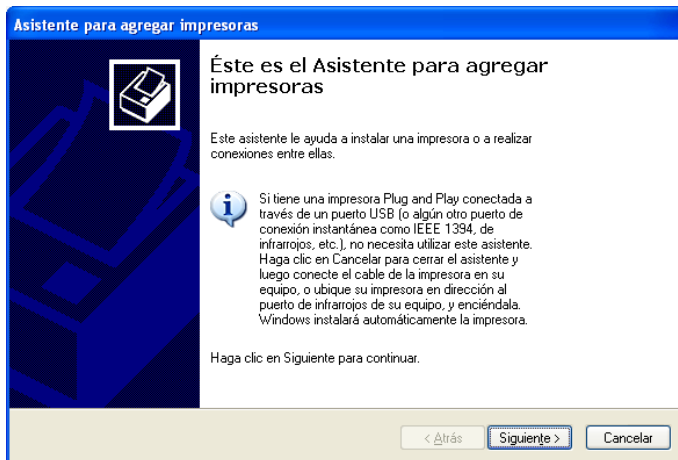 Asistente para agregar impresoras
Éste es el Asistente para agregar
impresoras
Este asistente le ayuda a instalar una impresora o a realizar
conexiones entre ellas.
Si tiene una impresora Plug and Play conectada a
través de un puerto USB (o algún otro puerto de
conexión instantánea como IEEE 1394, de
infrarrojos, etc.), no necesita utilizar este asistente.
Haga clic en Cancelar para cerrar el asistente y
luego conecte el cable de la impresora en su
equipo, o ubique su impresora en dirección al
puerto de infrarrojos de su equipo, y enciéndala.
Windows instalará automáticamente la impresora.
Haga clic en Siguiente para continuar.
< Atrás Siguiente > Cancelar